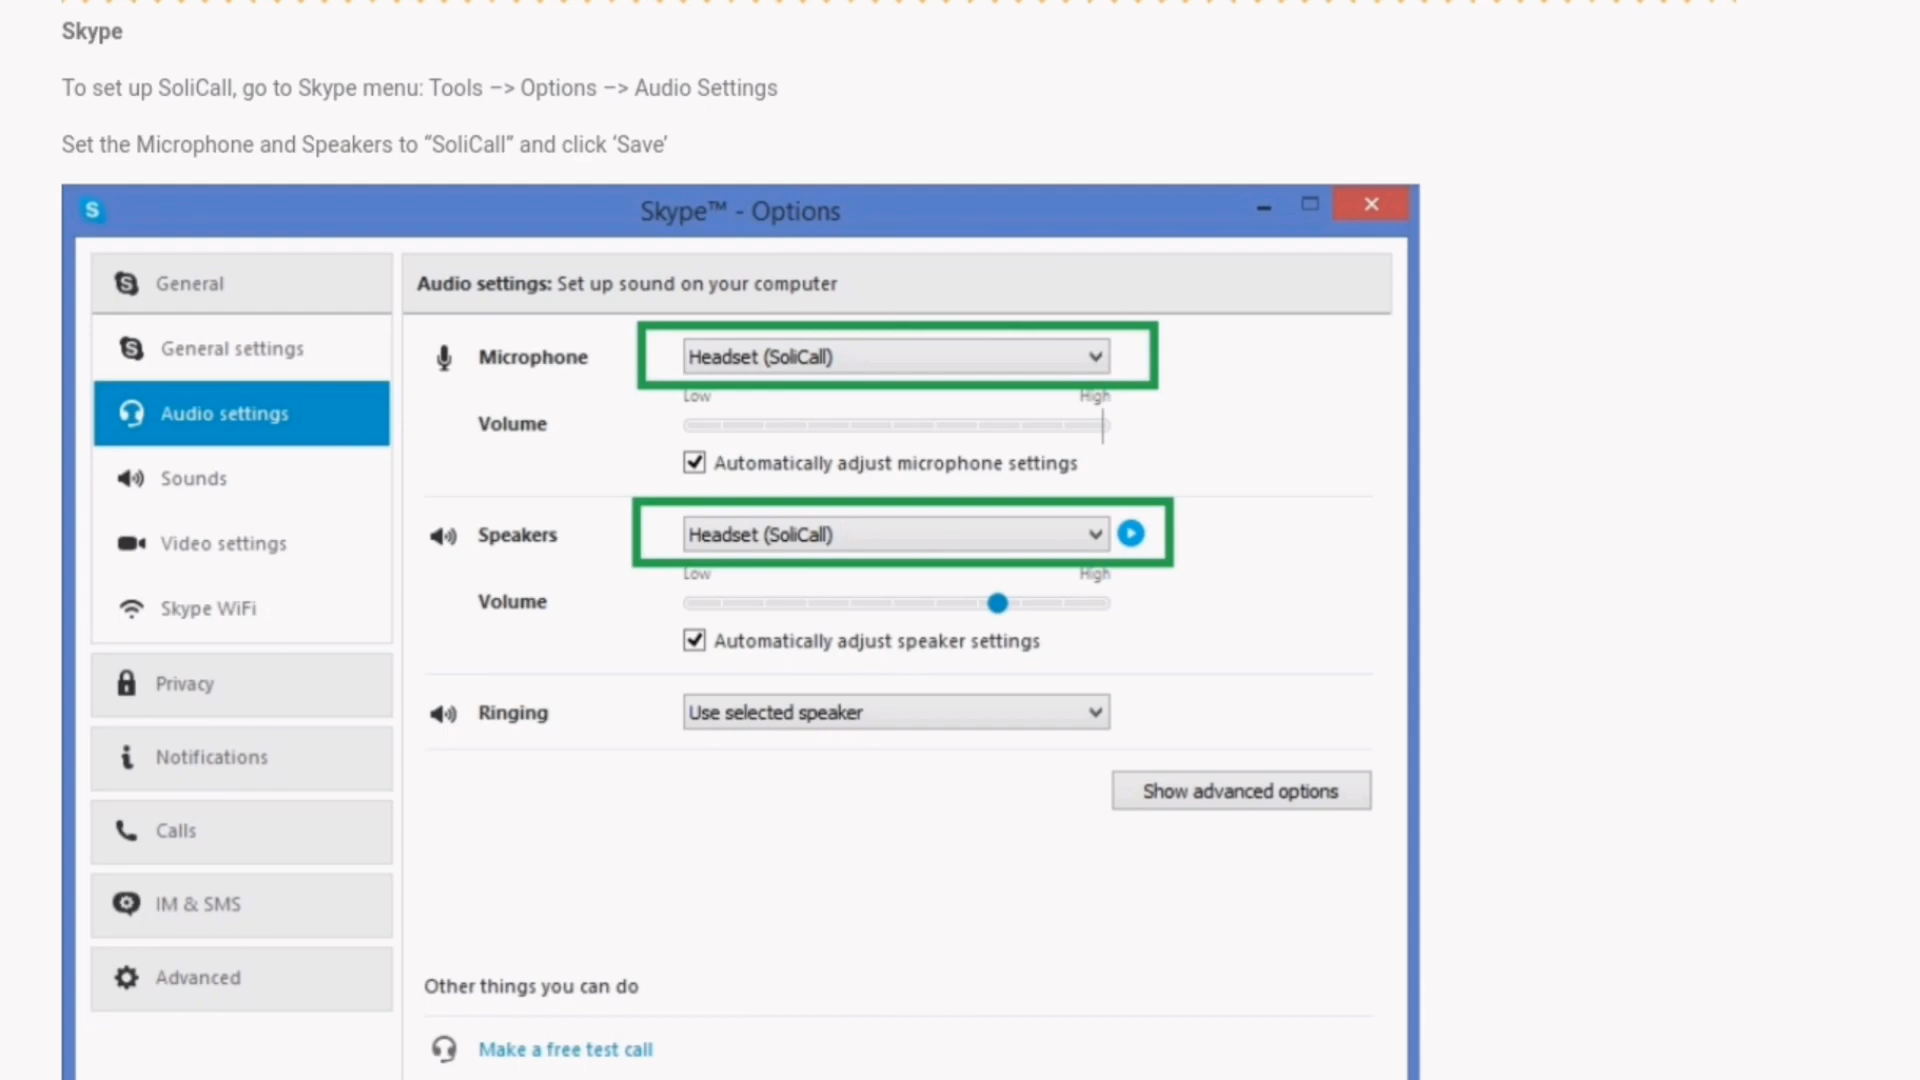 Skype
To set up SoliCall, go to Skype menu: Tools –> Options –> Audio Settings
Set the Microphone and Speakers to “SoliCall” and click ‘Save’
S
Skype™ - Options
General
General settings
Audio settings
Sounds
Video settings
Skype WiFi
Privacy
Notifications
Calls
IM & SMS
Advanced
Audio settings: Set up sound on your computer
Microphone Headset (SoliCall)
Low High
Volume
Automatically adjust microphone settings
Speakers Headset (SoliCall)
Low High
Volume
Automatically adjust speaker settings
Ringing Use selected speaker
Show advanced options
Other things you can do
Make a free test call